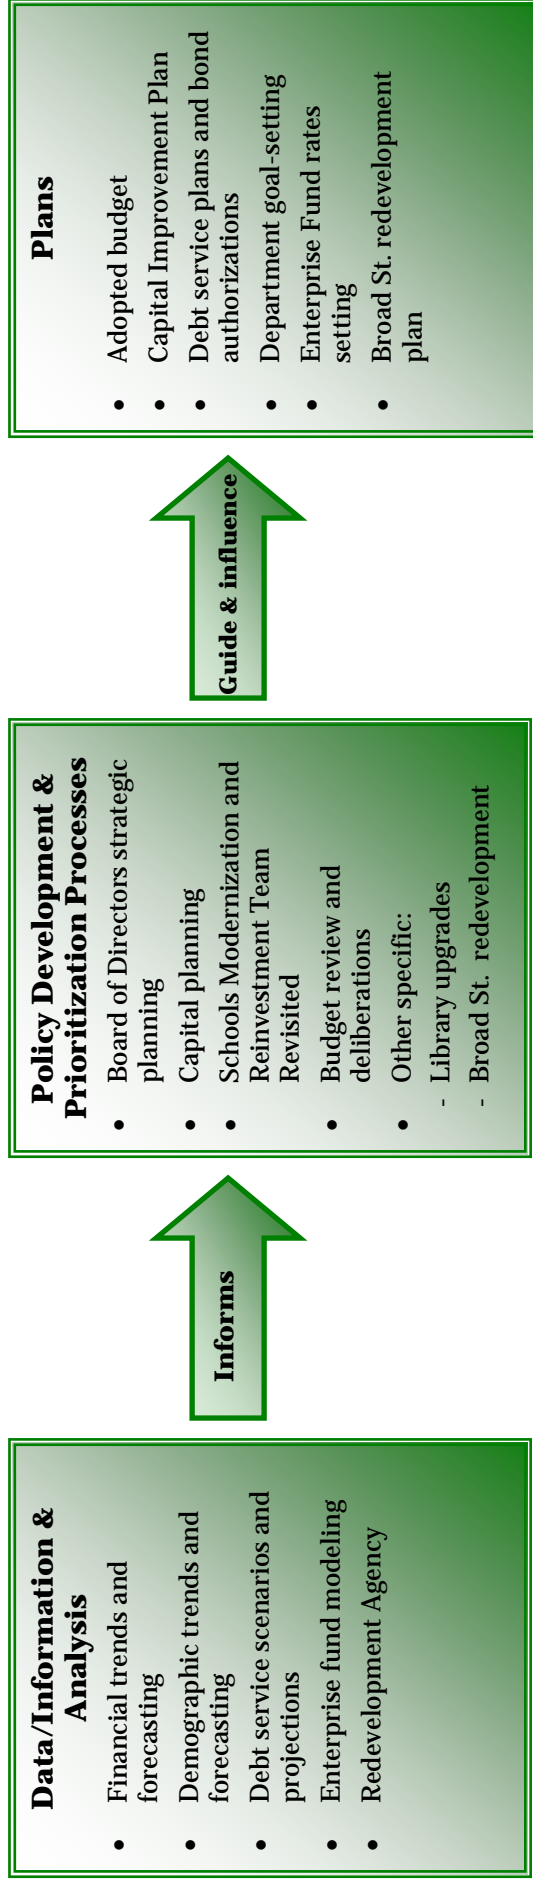 Data/Information &
Analysis
• Financial trends and
forecasting
• Demographic trends and
forecasting
• Debt service scenarios and
projections
• Enterprise fund modeling
• Redevelopment Agency
Informs
Policy Development &
Prioritization Processes
• Board of Directors strategic
planning
• Capital planning
• Schools Modernization and
Reinvestment Team
Revisited
• Budget review and
deliberations
• Other specific:
- Library upgrades
- Broad St. redevelopment
Guide & influence
Plans
• Adopted budget
• Capital Improvement Plan
• Debt service plans and bond
authorizations
• Department goal-setting
• Enterprise Fund rates
setting
• Broad St. redevelopment
plan